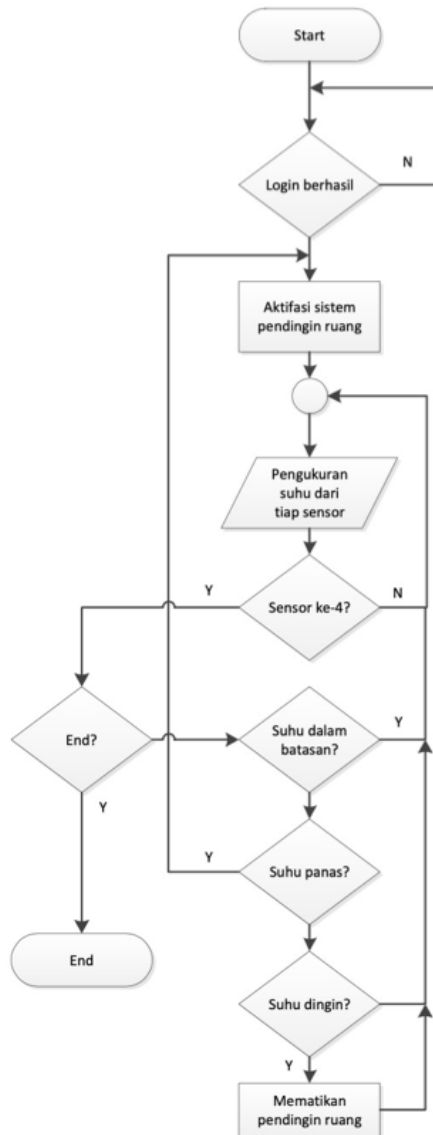 Start
Login berhasil
N
Aktifasi sistem
pendingin ruang
Pengukuran
suhu dari
tiap sensor
Y
Sensor ke-4?
N
End?
Suhu dalam
batasan?
Y
Y
Y
Suhu panas?
End
Suhu dingin?
Y
Mematikan
pendingin ruang